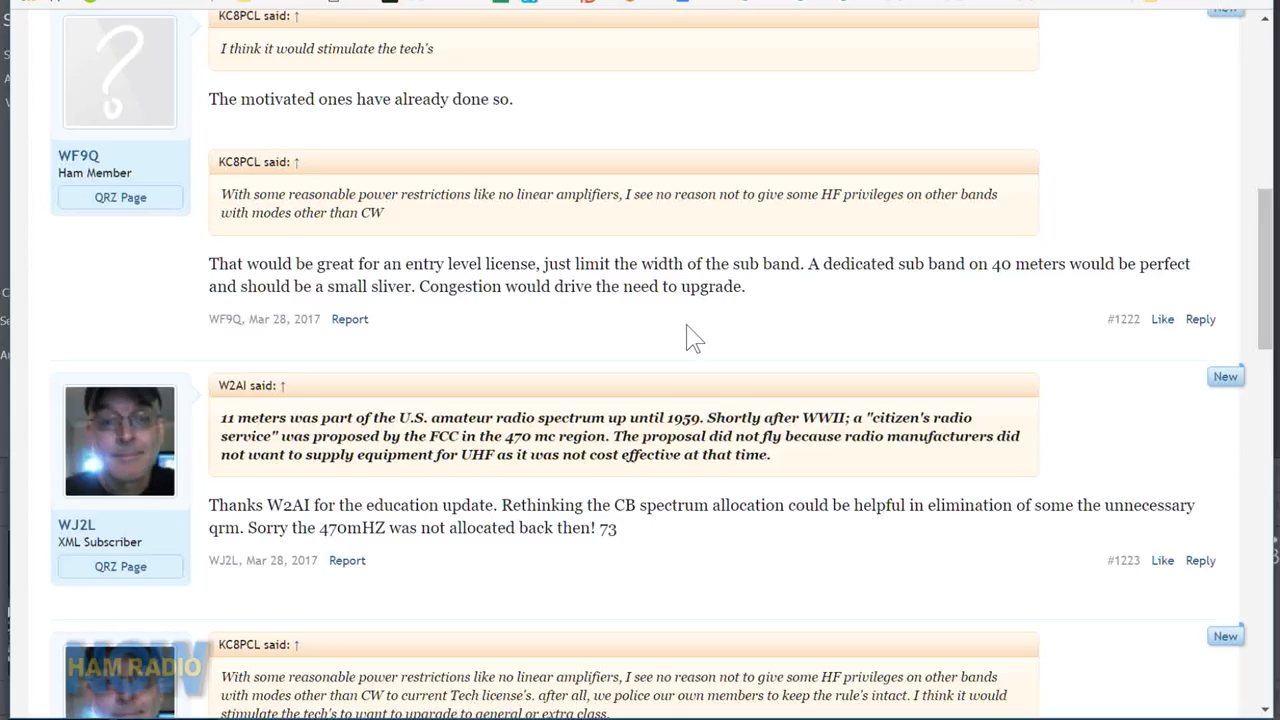 KC8PCL said: ↑
I think it would stimulate the tech's
The motivated ones have already done so.
WF9Q
Ham Member
QRZ Page
KC8PCL said: ↑
With some reasonable power restrictions like no linear amplifiers, I see no reason not to give some HF privileges on other bands
with modes other than CW
That would be great for an entry level license, just limit the width of the sub band. A dedicated sub band on 40 meters would be perfect
and should be a small sliver. Congestion would drive the need to upgrade.
WF9Q, Mar 28, 2017 Report #1222 Like Reply
New
W2AI said: ↑
11 meters was part of the U.S. amateur radio spectrum up until 1959. Shortly after WWII; a "citizen's radio
service" was proposed by the FCC in the 470 mc region. The proposal did not fly because radio manufacturers did
not want to supply equipment for UHF as it was not cost effective at that time.
Thanks W2AI for the education update. Rethinking the CB spectrum allocation could be helpful in elimination of some the unnecessary
qrm. Sorry the 470mHZ was not allocated back then! 73
WJ2L
XML Subscriber
QRZ Page
WJ2L, Mar 28, 2017 Report #1223 Like Reply
New
KC8PCL said: ↑
With some reasonable power restrictions like no linear amplifiers, I see no reason not to give some HF privileges on other bands
with modes other than CW to current Tech license's. after all, we police our own members to keep the rule's intact. I think it would
stimulate the tech's to want to upgrade to general or extra class.
NOW
HAM RADIO